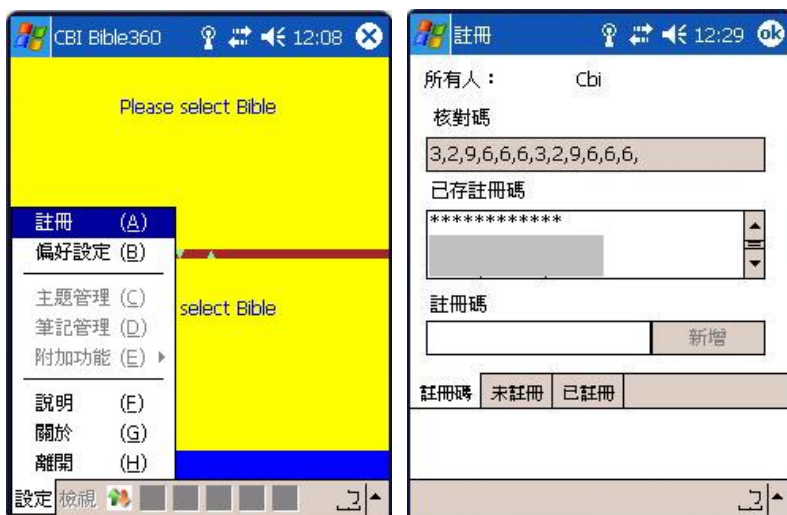 CBI Bible360 12:08
Please select Bible
註冊 (A)
偏好設定 (B)
主題管理 (C)
筆記管理 (D)
附加功能 (E)
說明 (F)
關於 (G)
離開 (H)
select Bible
設定 檢視
註冊 12:29 ok
所有人： Cbi
核對碼
3,2,9,6,6,6,3,2,9,6,6,6,
已存註冊碼
************
註冊碼
新增
註冊碼 未註冊 已註冊